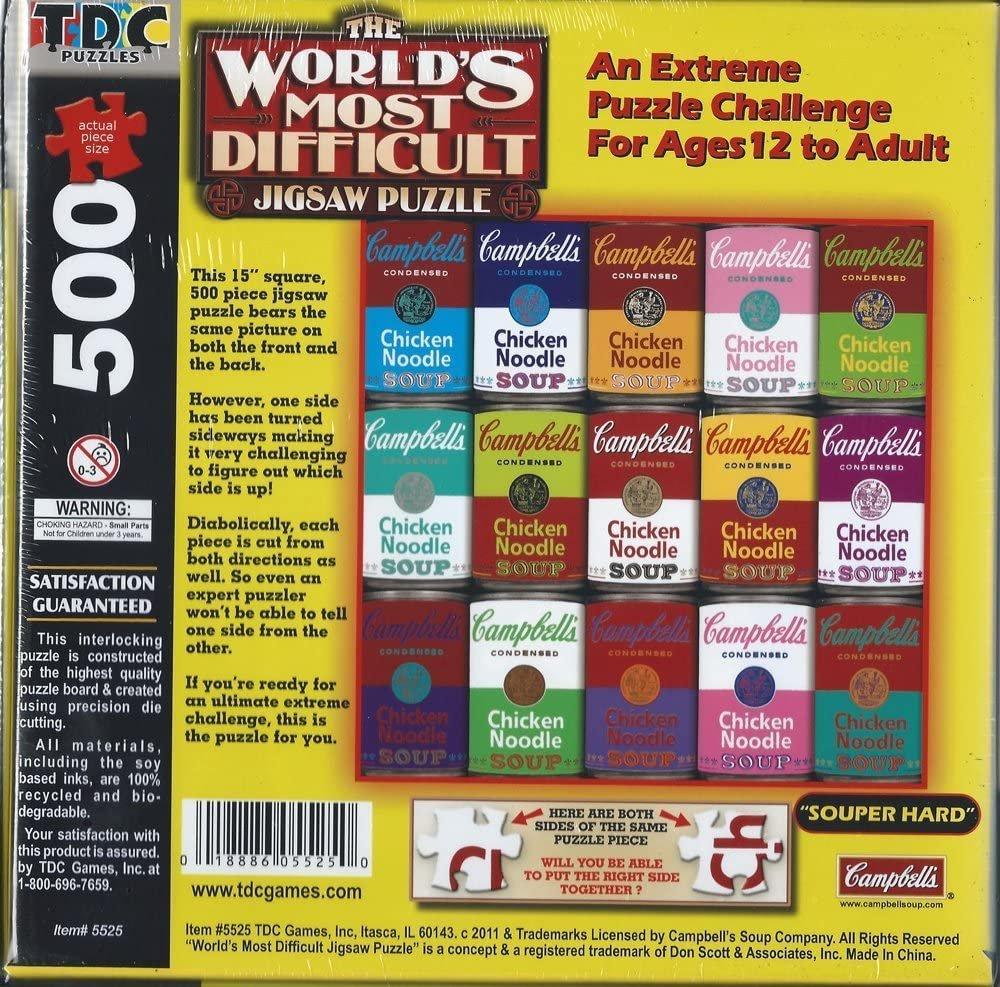 TDC
PUZZLES
actual
piece
size
500
0-3
WARNING:
CHOKING HAZARD - Small Parts
Not for Children under 3 years.
SATISFACTION
GUARANTEED
This interlocking
puzzle is constructed
of the highest quality
puzzle board & created
using precision die
cutting.
All materials,
including the soy
based inks, are 100%
recycled and bio-
degradable.
Your satisfaction with
this product is assured.
by TDC Games, Inc. at
1-800-696-7659.
Item# 5525
THE
WORLD'S
MOST
DIFFICULT
JIGSAW PUZZLE
An Extreme
Puzzle Challenge
For Ages 12 to Adult
This 15" square,
500 piece jigsaw
puzzle bears the
same picture on
both the front and
the back.
However, one side
has been turned
sideways making
it very challenging
to figure out which
side is up!
Diabolically, each
piece is cut from
both directions as
well. So even an
expert puzzler
won't be able to tell
one side from the
other.
If you're ready for
an ultimate extreme
challenge, this is
the puzzle for you.
Campbell's Campbell's Campbell's Campbell's Campbell's
CONDENSED CONDENSED CONDENSED CONDENSED CONDENSED
Chicken Chicken Chicken Chicken Chicken
Noodle Noodle Noodle Noodle Noodle
SOUP SOUP SOUP SOUP SOUP
Campbell's Campbell's Campbell's Campbell's Campbell's
CONDENSED CONDENSED CONDENSED CONDENSED CONDENSED
Chicken Chicken Chicken Chicken Chicken
Noodle Noodle Noodle Noodle Noodle
SOUP SOUP SOUP SOUP SOUP
Campbell's Campbell's Campbell's Campbell's Campbell's
CONDENSED CONDENSED CONDENSED CONDENSED CONDENSED
Chicken Chicken Chicken Chicken Chicken
Noodle Noodle Noodle Noodle Noodle
SOUP SOUP SOUP SOUP SOUP
0 18886 05525 0
www.tdcgames.com
HERE ARE BOTH
SIDES OF THE SAME
PUZZLE PIECE
WILL YOU BE ABLE
TO PUT THE RIGHT SIDE
TOGETHER ?
"SOUPER HARD"
Campbell's®
www.campbellsoup.com
Item #5525 TDC Games, Inc, Itasca, IL 60143. c 2011 & Trademarks Licensed by Campbell's Soup Company. All Rights Reserved
"World's Most Difficult Jigsaw Puzzle" is a concept & a registered trademark of Don Scott & Associates, Inc. Made In China.